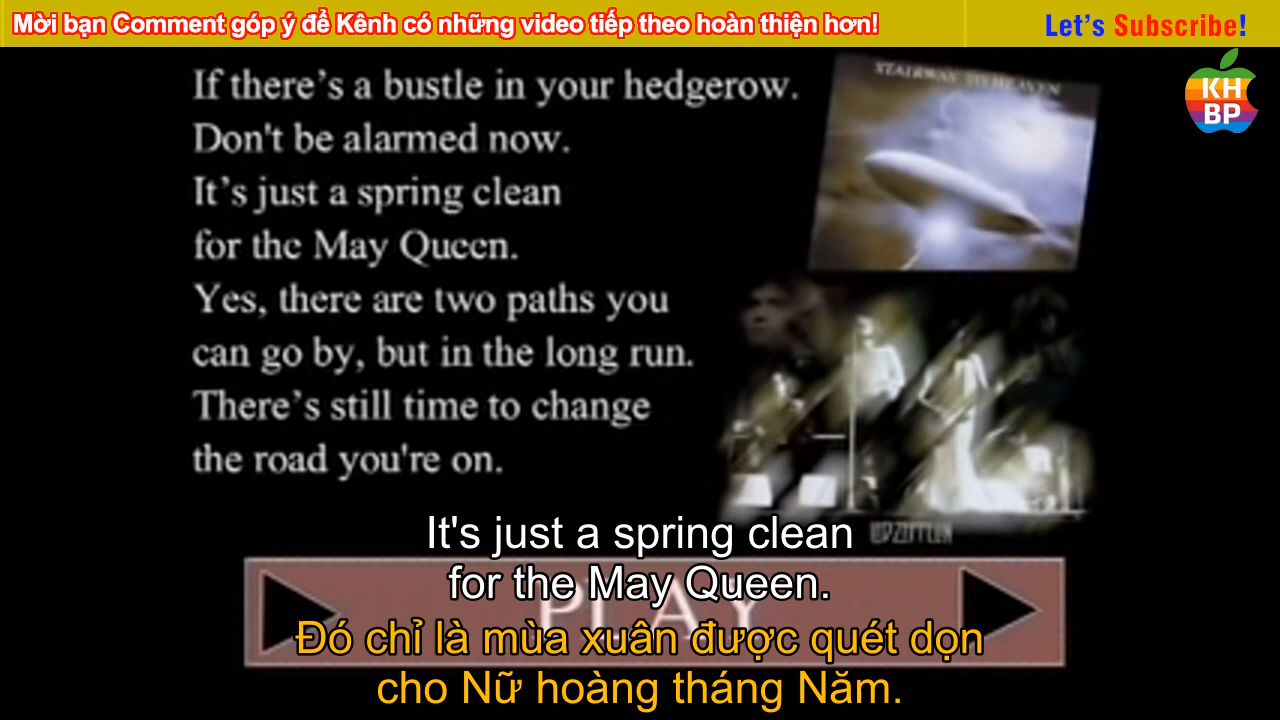 Mời bạn Comment góp ý để Kênh có những video tiếp theo hoàn thiện hơn!
Let's Subscribe!
KH
BP
STAIRWAY TO HEAVEN
If there's a bustle in your hedgerow.
Don't be alarmed now.
It's just a spring clean
for the May Queen.
Yes, there are two paths you
can go by, but in the long run.
There's still time to change
the road you're on.
LED ZEPPELIN
It's just a spring clean
for the May Queen.
PLAY
Đó chỉ là mùa xuân được quét dọn
cho Nữ hoàng tháng Năm.